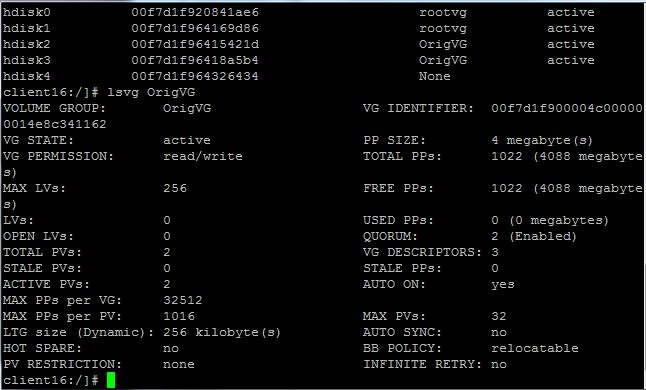 hdisk0          00f7d1f920841ae6                    rootvg          active
hdisk1          00f7d1f964169d86                    rootvg          active
hdisk2          00f7d1f96415421d                    OrigVG          active
hdisk3          00f7d1f96418a5b4                    OrigVG          active
hdisk4          00f7d1f964326434                    None
client16:/]# lsvg OrigVG
VOLUME GROUP:       OrigVG                   VG IDENTIFIER:  00f7d1f900004c00000
0014e8c341162
VG STATE:           active                   PP SIZE:        4 megabyte(s)
VG PERMISSION:      read/write               TOTAL PPs:      1022 (4088 megabyte
s)
MAX LVs:            256                      FREE PPs:       1022 (4088 megabyte
s)
LVs:                0                        USED PPs:       0 (0 megabytes)
OPEN LVs:           0                        QUORUM:         2 (Enabled)
TOTAL PVs:          2                        VG DESCRIPTORS: 3
STALE PVs:          0                        STALE PPs:      0
ACTIVE PVs:         2                        AUTO ON:        yes
MAX PPs per VG:     32512
MAX PPs per PV:     1016                     MAX PVs:        32
LTG size (Dynamic): 256 kilobyte(s)          AUTO SYNC:      no
HOT SPARE:          no                       BB POLICY:      relocatable
PV RESTRICTION:     none                     INFINITE RETRY: no
client16:/]#